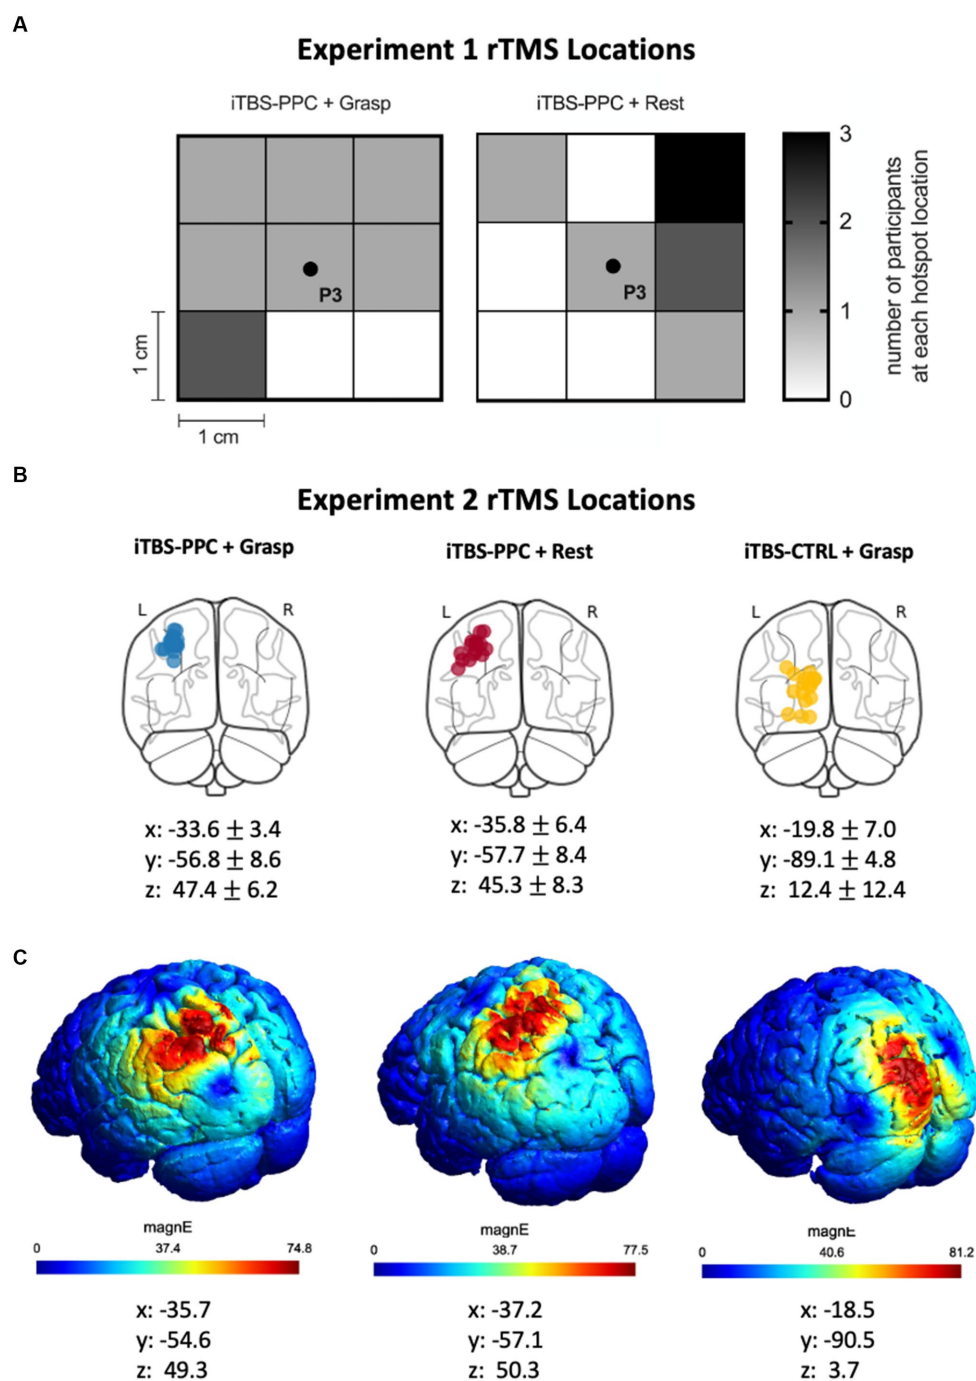 A
Experiment 1 rTMS Locations
iTBS-PPC + Grasp
iTBS-PPC + Rest
P3
P3
1 cm
1 cm
3
2
1
0
number of participants
at each hotspot location
B
Experiment 2 rTMS Locations
iTBS-PPC + Grasp
iTBS-PPC + Rest
iTBS-CTRL + Grasp
L R
L R
L R
x: -33.6 ± 3.4
y: -56.8 ± 8.6
z: 47.4 ± 6.2
x: -35.8 ± 6.4
y: -57.7 ± 8.4
z: 45.3 ± 8.3
x: -19.8 ± 7.0
y: -89.1 ± 4.8
z: 12.4 ± 12.4
C
magnE
0 37.4 74.8
magnE
0 38.7 77.5
magnE
0 40.6 81.2
x: -35.7
y: -54.6
z: 49.3
x: -37.2
y: -57.1
z: 50.3
x: -18.5
y: -90.5
z: 3.7